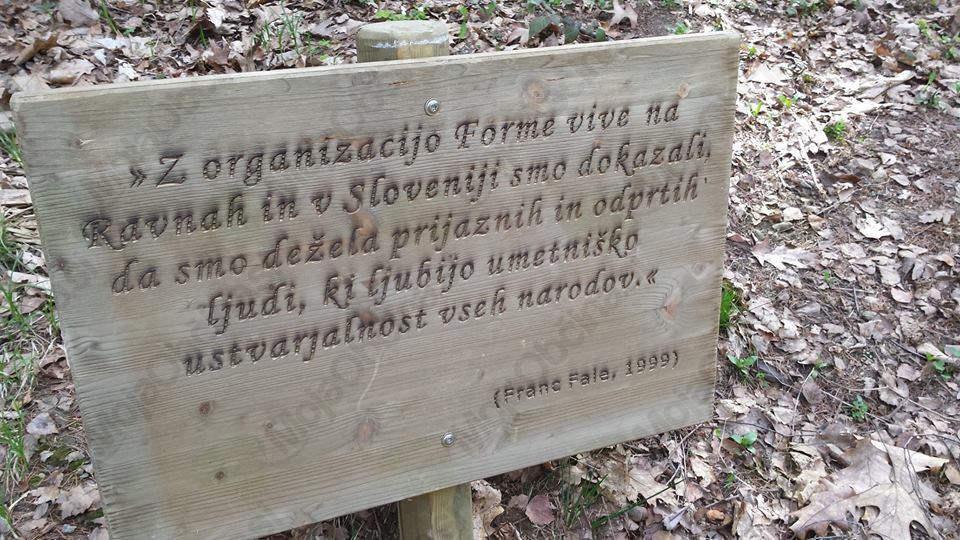 »Z organizacijo Forme vive na
Ravnah in v Sloveniji smo dokazali,
da smo dežela prijaznih in odprtih
ljudi, ki ljubijo umetniško
ustvarjalnost vseh narodov.«
(Franc Fale, 1999)